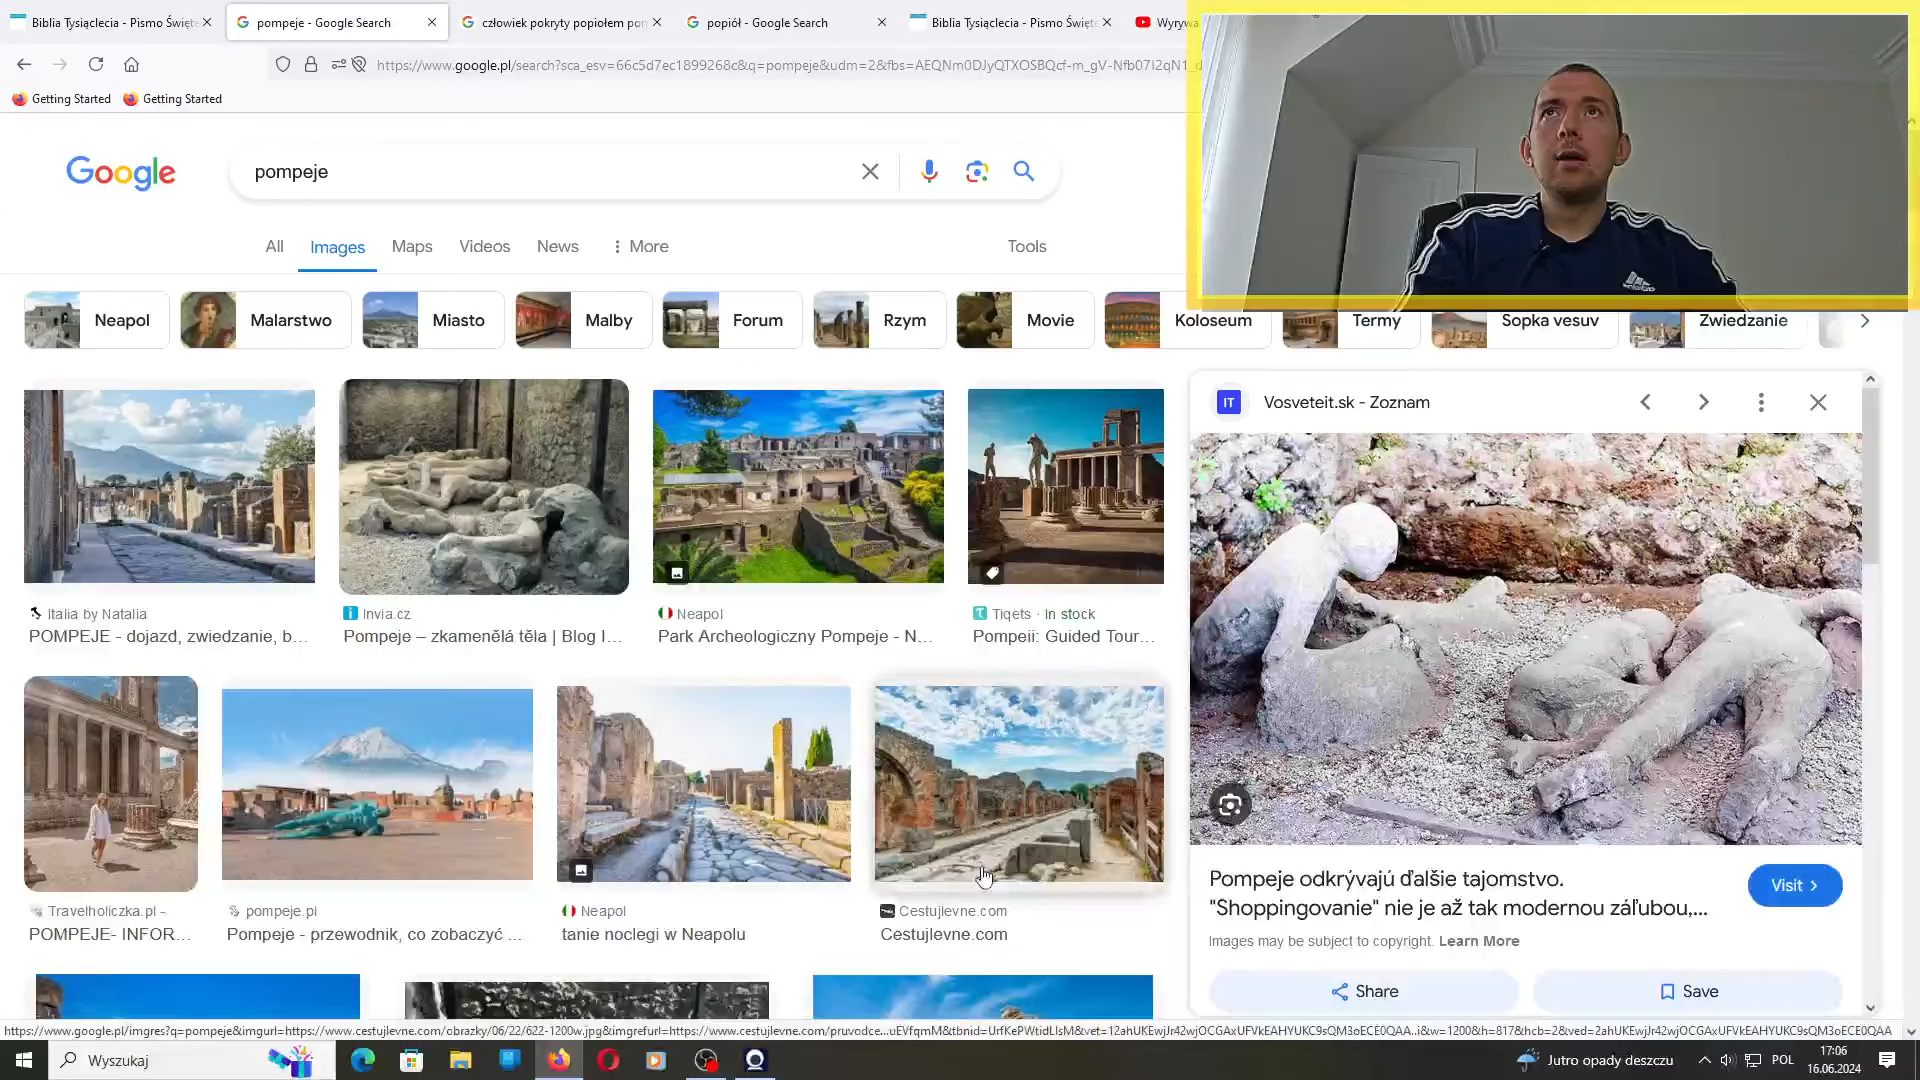 Biblia Tysiąclecia - Pismo Święt
pompeje - Google Search
człowiek pokryty popiołem pom
popiół - Google Search
Biblia Tysiąclecia - Pismo Święt
Wyrywa
https://www.google.pl/search?sca_esv=66c5d7ec1899268c&q=pompeje&udm=2&fbs=AEQNm0DJyQTXOSBQcf-m_gV-Nfb07I2qN1_d
Getting Started
Getting Started
Google
pompeje
All
Images
Maps
Videos
News
More
Tools
adidas
Neapol
Malarstwo
Miasto
Malby
Forum
Rzym
Movie
Koloseum
Termy
Sopka vesuv
Zwiedzanie
IT
Vosveteit.sk - Zoznam
Italia by Natalia
POMPEJE - dojazd, zwiedzanie, b...
Invia.cz
Pompeje – zkamenělá těla | Blog I...
Neapol
Park Archeologiczny Pompeje - N...
Tiqets · In stock
Pompeii: Guided Tour...
Travelholiczka.pl -
POMPEJE- INFOR...
pompeje.pl
Pompeje - przewodnik, co zobaczyć ...
Neapol
tanie noclegi w Neapolu
Cestujlevne.com
Cestujlevne.com
Pompeje odkrývajú ďalšie tajomstvo.
"Shoppingovanie" nie je až tak modernou záľubou,...
Visit
Images may be subject to copyright. Learn More
Share
Save
Wyszukaj
Jutro opady deszczu
POL
17:06
16.06.2024